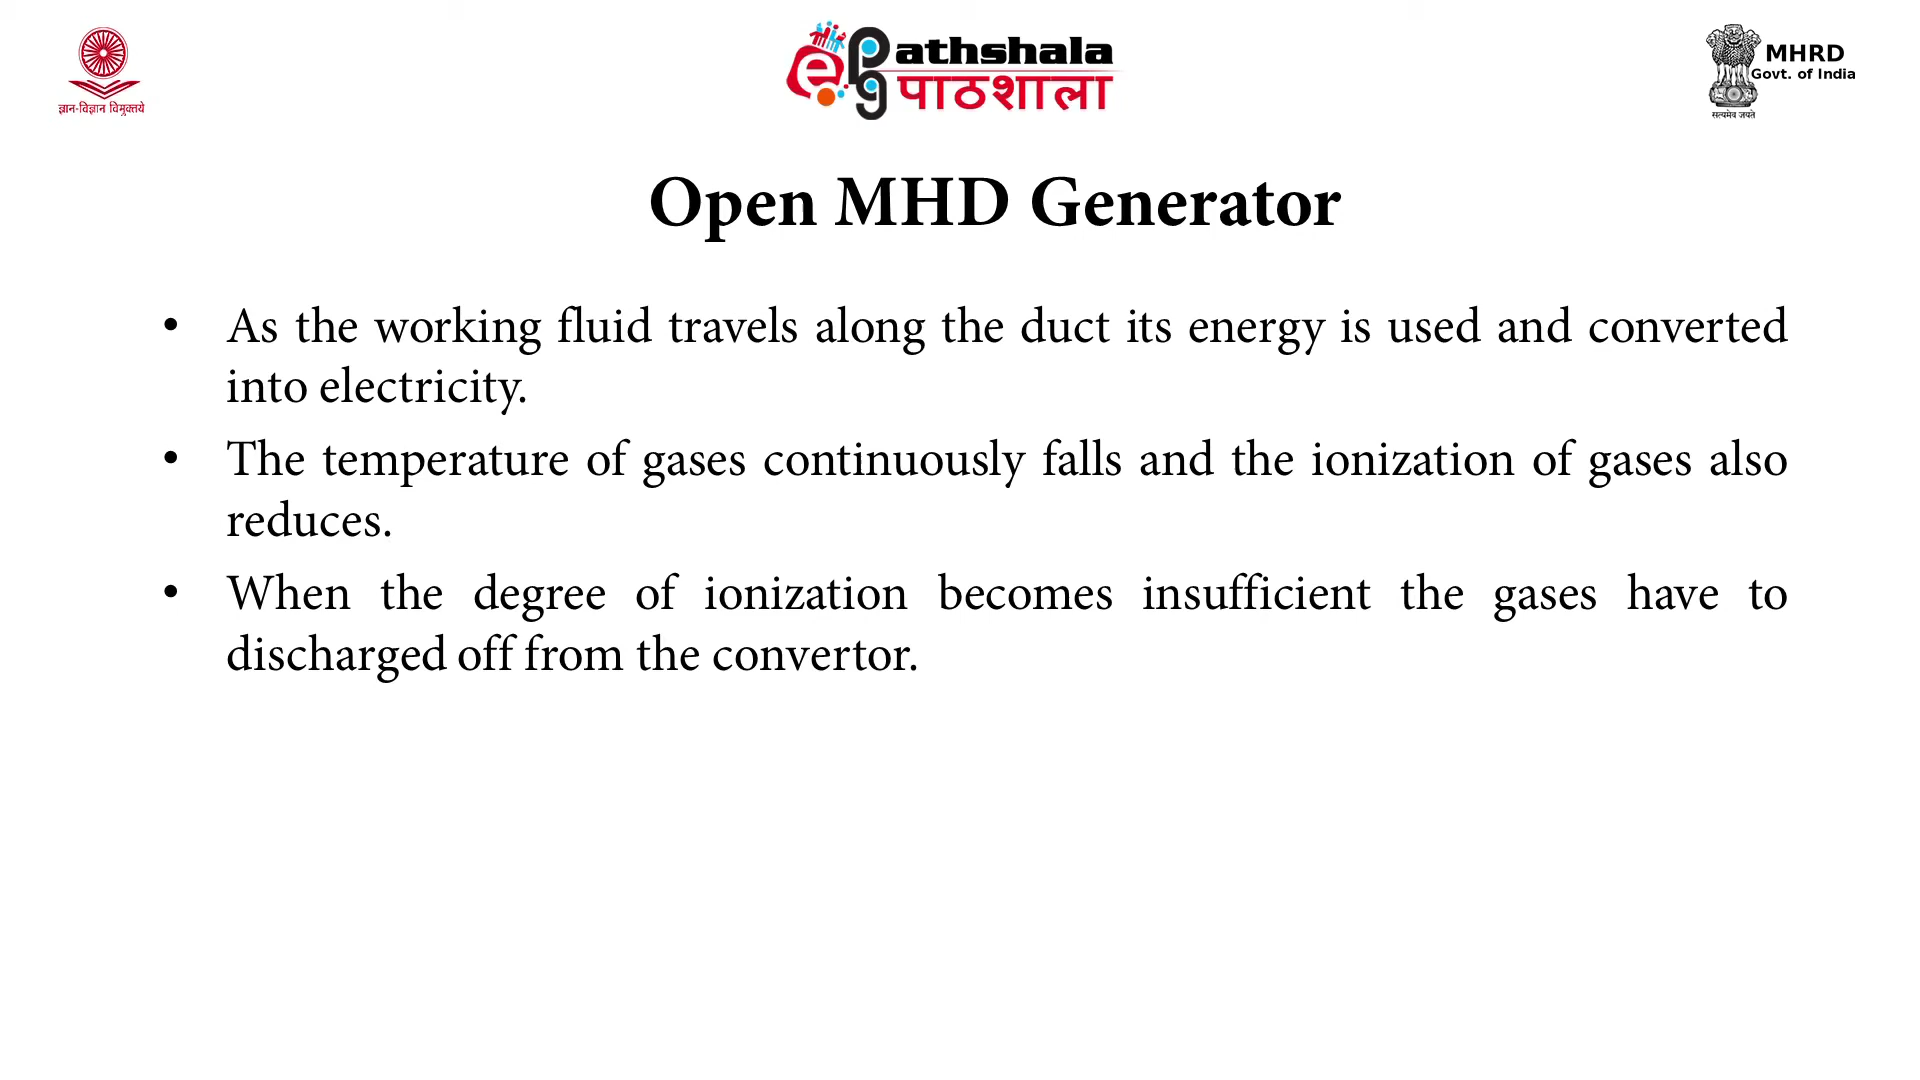 ज्ञान-विज्ञान विमुक्तये
e Pg athshala
पाठशाला
MHRD
Govt. of India
सत्यमेव जयते
Open MHD Generator
• As the working fluid travels along the duct its energy is used and converted
into electricity.
• The temperature of gases continuously falls and the ionization of gases also
reduces.
• When the degree of ionization becomes insufficient the gases have to
discharged off from the convertor.